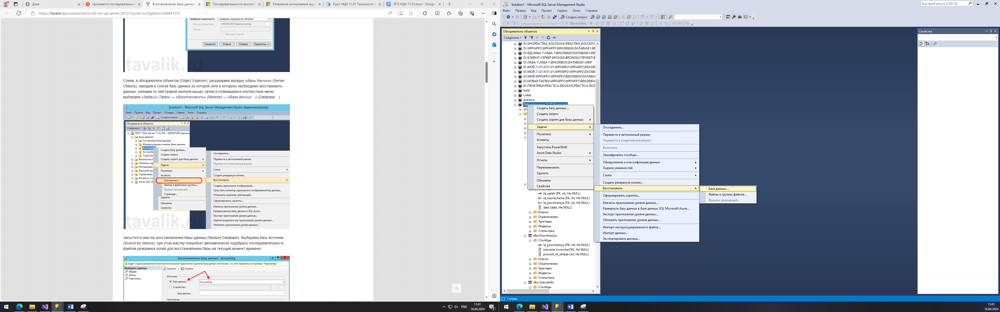 Дзен
произвести последовательно
Восстановление базы данных
Последовательности восстано
Резервное копирование жур
Курс: МДК 11.01 Технология р
ЛПЗ МДК 11.01.docx - Google
https://tavalik.ru/vosstanovlenie-bd-ms-sql-server-2012/?ysclid=lv23g6bdrm304841313
Проверка подлинности:
Проверка подлинности Windows
Имя пользователя:
WIN2012R2\Администратор
Пароль:
Запомнить пароль
Соединить
Отмена
Справка
Параметры >>
tavalik.ru
Слева, в обозревателе объектов (Object Explorer), раскрываем вкладку «Базы данных» (Server
Oblects), находим в списке базу данных из которой (или в которую) необходимо восстановить
данные, кликаем по ней правой кнопкой мыши, затем в появившемся контекстном меню
выбираем «Задачи» (Tasks) — «Восстановить» (Restore) — «База данных…» (Database…)
Solution1 - Microsoft SQL Server Management Studio (Администратор)
Файл Правка Вид Проект Отладка Сервис Окно Справка
Создать запрос
Обозреватель объектов
Соединить
TEST1 (SQL Server 11.0.2100 - WIN2012R2\Админи
Базы данных
Системные базы данных
Моментальные снимки базы данных
Accounti
Accounti
Trade_De
Безопасност
Объекты сер
Репликация
Высокий уро
Управление
Каталоги слу
Агент SQL Se
Создать базу данных...
Создать запрос
Создать скрипт для базы данных
Задачи
Политики
Аспекты
База данных...
Файлы и файловые группы...
Журнал транзакций...
Страница...
Удалить
Обновить
Свойства
Отсоединить...
Перевести в автономный режим
Перевести в оперативный режим
Сжать
Создать резервную копию...
Восстановить
Создать зеркальное отображение...
Запустить монитор зеркального отображения баз данных...
Отправить журналы транзакций...
Сформировать скрипты...
Извлечь приложение уровня данных...
Развертывание базы данных в SQL Azure...
Экспорт приложения уровня данных...
Зарегистрировать как приложение уровня данных...
Обновить приложение уровня данных...
tavalik.ru
Запустится мастер восстановления базы данных (Restore Database). Выбираем базу источник
(Source for restore), при этом мастер попробует автоматически подобрать последовательность
файлов резервных копий для восстановления базы на текущий момент времени.
Восстановление базы данных - Accounting
Будет создана резервная копия заключительного фрагмента журнала базы данных-источника. См. этот параметр на странице "Параметры".
Выберите страницу
Общие
Файлы
Параметры
Скрипты
Справка
Источник
База данных:
Accounting
Устройство:
База данных:
Назначение
ENG
11:01
16.04.2024
Solution1 - Microsoft SQL Server Management Studio
Быстрый запуск (Ctrl+Q)
Файл Правка Вид Проект Сервис Окно Справка
Создать запрос
Лабораторные 11.01 Коло
Выполнить
Обозреватель объектов
Соединить
D:\GH\PRACTIKA_KOLOSOVA\PRACTIKA_KOLOSOV
D:\WPFAPP2\WPFAPP2\BIN\DEBUG\DATABASE1.MD
D:\БД\ЛАБА 1\ЛАБА 1\BIN\DEBUG\DATABASE1.MD
D:\КЛИЕНТ-СЕРВЕР БРОНЗА\BRONZA2\ПРОЕКТ\B
D:\ЛАБА 1\ЛАБА 1\BIN\DEBUG\DATABASE1.MDF
D:\МОЁ\11.01 И 01.01\WPFAPP2\WPFAPP2\BIN\DE
D:\МОЁ\11.01 И 01.01\WPFAPP2\WPFAPP2\DATABA
D:\МОЁ\WPFAPP2\WPFAPP2\BIN\DEBUG\DATABAS
D:\НОВАЯ ПАПКА\WPFAPP1\WPFAPP1\BIN\DEBUG
D:\ПРАКТИКА\PRACTICA NOVAYA\PRACTICA NOV
hold
Ladas
practica
Лабораторные 11.01 Колосова
Создать базу данных...
Создать запрос
Создать скрипт для базы данных
Задачи
Политики
Аспекты
Запустить PowerShell
Azure Data Studio
Отчеты
Переименовать
Удалить
Обновить
Свойства
Отсоединить...
Перевести в автономный режим
Перевести в оперативный режим
Включить
Зашифровать столбцы...
Обнаружение и классификация данных
Оценка уязвимостей
Сжать
Создать резервную копию...
Восстановить
Сформировать скрипты...
Извлечь приложение уровня данных...
Развернуть базу данных в базе данных SQL Microsoft Azure...
Экспорт приложения уровня данных...
Обновить приложение уровня данных...
Импорт неструктурированного файла...
Импорт данных...
Экспортировать данные...
База данных...
Файлы и группы файлов...
Журнал транзакций...
id_oplati (PK, int, Не NULL)
id_naznachenia (FK, int, Не NULL)
id_poochreniya (FK, int, Не NULL)
data (date, Не NULL)
Ключи
Ограничения
Триггеры
Индексы
Статистика
dbo.Poochreniya
Столбцы
id_poochreniya (PK, int, Не NULL)
nazvanie (nvarchar(50), Не NULL)
procent_ot_oklada (int, Не NULL)
Ключи
Ограничения
Триггеры
Индексы
Статистика
dbo.Sotrudniki
Столбцы
Свойства
Готово
11:01
16.04.2024